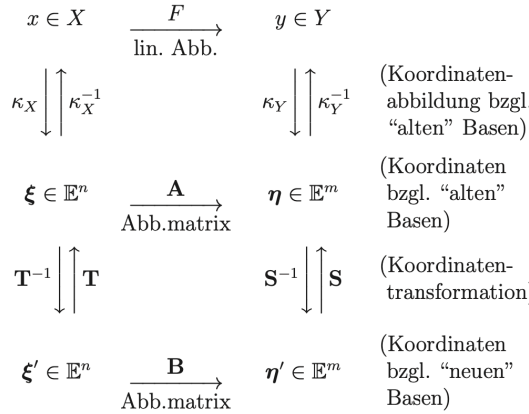 x ∈ X F y ∈ Y
lin. Abb.
κ_X κ_X^{-1} κ_Y κ_Y^{-1} (Koordinaten-
abbildung bzgl.
“alten” Basen)
ξ ∈ 𝔼^n A η ∈ 𝔼^m (Koordinaten
bzgl. “alten”
Abb.matrix Basen)
T^{-1} T S^{-1} S (Koordinaten-
transformation)
ξ′ ∈ 𝔼^n B η′ ∈ 𝔼^m (Koordinaten
bzgl. “neuen”
Abb.matrix Basen)